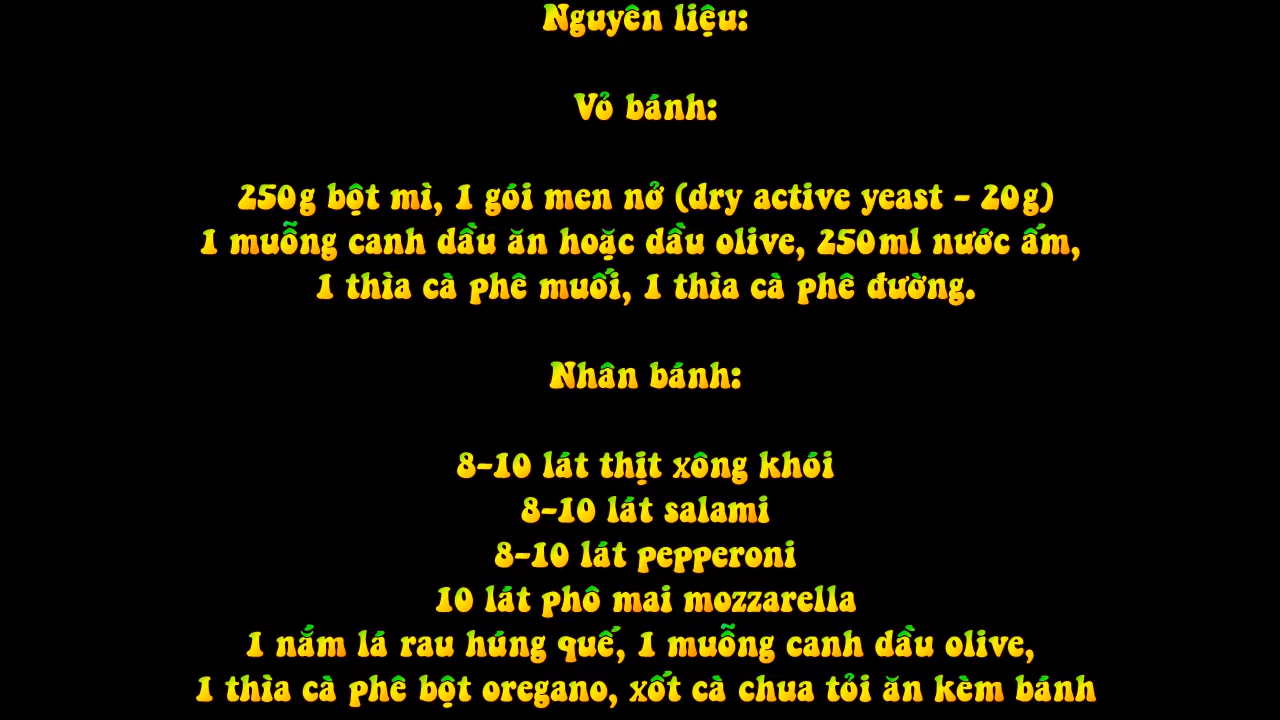 Nguyên liệu:
Vỏ bánh:
250g bột mì, 1 gói men nở (dry active yeast - 20g)
1 muỗng canh dầu ăn hoặc dầu olive, 250ml nước ấm,
1 thìa cà phê muối, 1 thìa cà phê đường.
Nhân bánh:
8-10 lát thịt xông khói
8-10 lát salami
8-10 lát pepperoni
10 lát phô mai mozzarella
1 nắm lá rau húng quế, 1 muỗng canh dầu olive,
1 thìa cà phê bột oregano, xốt cà chua tỏi ăn kèm bánh